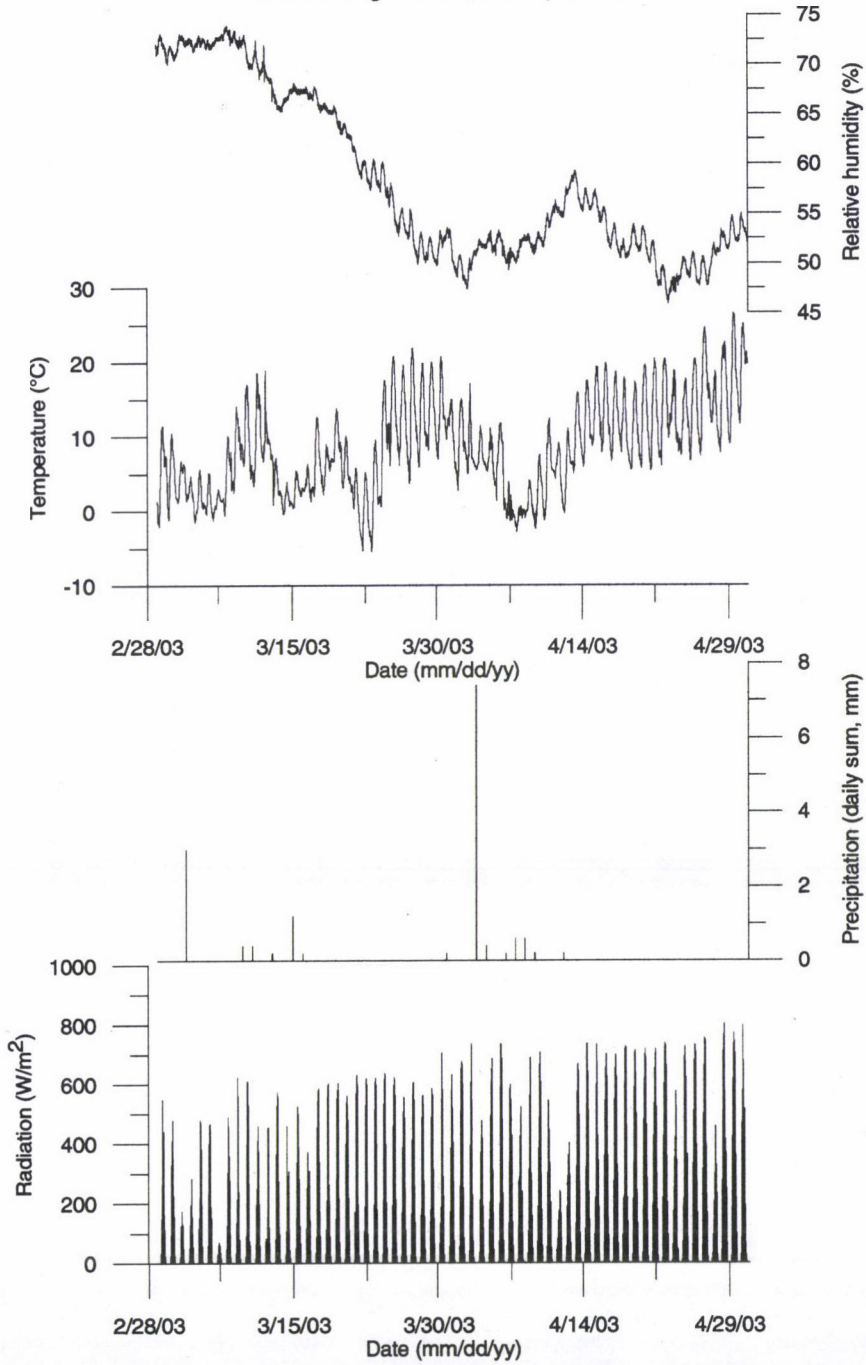 75
70
65
60
55
50
45
Relative humidity (%)
30
20
10
0
-10
Temperature (°C)
2/28/03 3/15/03 3/30/03 4/14/03 4/29/03
Date (mm/dd/yy)
8
6
4
2
0
Precipitation (daily sum, mm)
1000
800
600
400
200
0
Radiation (W/m²)
2/28/03 3/15/03 3/30/03 4/14/03 4/29/03
Date (mm/dd/yy)